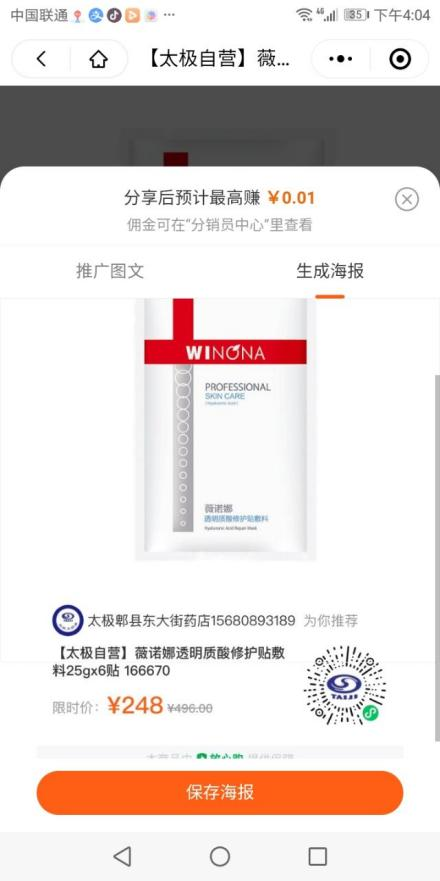 中国联通 4G 35 下午4:04
【太极自营】薇...
分享后预计最高赚 ¥0.01
佣金可在“分销员中心”里查看
推广图文 生成海报
WINONA
PROFESSIONAL
SKIN CARE
(Hyaluronic Acid)
薇诺娜
透明质酸修护贴敷料
Hyaluronic Acid Repair Mask
太极郫县东大街药店15680893189 为你推荐
【太极自营】薇诺娜透明质酸修护贴敷
料25gx6贴 166670
限时价: ¥248 ¥496.00
TAIJI
保存海报